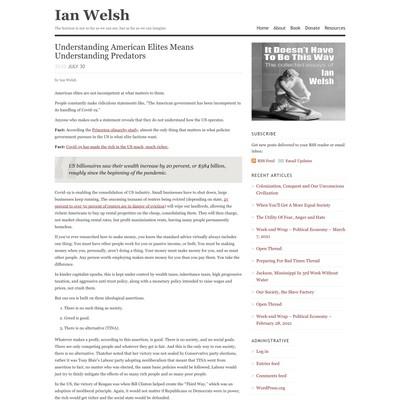 Ian Welsh
The horizon is not so far as we can see, but as far as we can imagine
Home About Book Donate Resources
Understanding American Elites Means
Understanding Predators
JULY 30
by Ian Welsh
American elites are not incompetent at what matters to them.
People constantly make ridiculous statements like, "The American government has been incompetent in
its handling of Covid-19."
Anyone who makes such a statement reveals that they do not understand how the US operates.
Fact: According to the Princeton oligarchy study, almost the only thing that matters in what policies
government pursues in the US is what elite factions want.
Fact: Covid-19 has made the rich in the US much, much richer.
US billionaires saw their wealth increase by 20 percent, or $584 billion,
roughly since the beginning of the pandemic.
Covid-19 is enabling the consolidation of US industry. Small businesses have to shut down, large
businesses keep running. The oncoming tsunami of renters being evicted (depending on state,
percent to over 50 percent of renters are in danger of eviction) will wipe out landlords, allowing the
richest Americans to buy up rental properties on the cheap, consolidating them. They will then charge,
not market clearing rental rates, but profit maximization rents, leaving many people permanently
homeless.
If you've ever researched how to make money, you know the standard advice virtually always includes
one thing. You must have other people work for you or passive income, or both. You must be making
money when you, personally, aren't doing a thing. Your money must make money for you, and so must
other people. Any person worth employing makes more money for you than you pay them. You take the
difference.
In kinder capitalist epochs, this is put under control by wealth taxes, inheritance taxes, high progressive
taxation, and aggressive anti-trust policy, along with a monetary policy intended to raise wages and
prices, not crush them.
But our era is built on three ideological assertions.
1. There is no such thing as society.
2. Greed is good.
3. There is no alternative (TINA).
Whatever makes a profit, according to this assertion, is good. There is no society, and no social goals.
There are only competing people and whatever they get is fair. And this is the only way to run society,
there is no alternative. Thatcher opined that her victory was not sealed by Conservative party elections,
rather it was Tony Blair's Labour party adopting neoliberalism that meant that TINA went from
assertion to fact; no matter who was elected, the same basic policies would be followed. Labour would
just try to thinly mitigate the effects of so many rich people and so many poor people.
In the US, the victory of Reagan was when Bill Clinton helped create the "Third Way," which was an
adoption of neoliberal principle. Again, it would not matter if Republicans or Democrats were in power,
the rich would get richer and the social state would be defunded.
It Doesn't Have
To Be This Way
The collected essays of
Ian
Welsh
SUBSCRIBE
Get new posts delivered to your RSS reader or email
inbox:
RSS Feed Email Updates
RECENT ARTICLES
Colonization, Conquest and Our Unconscious
Civilization
When You'll Get A More Equal Society
The Utility Of Fear, Anger and Hate
Week-end Wrap – Political Economy – March
7, 2021
Open Thread
Preparing For Bad Times Thread
Jackson, Mississippi In 3rd Week Without
Water
Our Society, the Slave Factory
Open Thread
Week-end Wrap – Political Economy –
February 28, 2021
ADMINISTRATIVE
Log in
Entries feed
Comments feed
WordPress.org